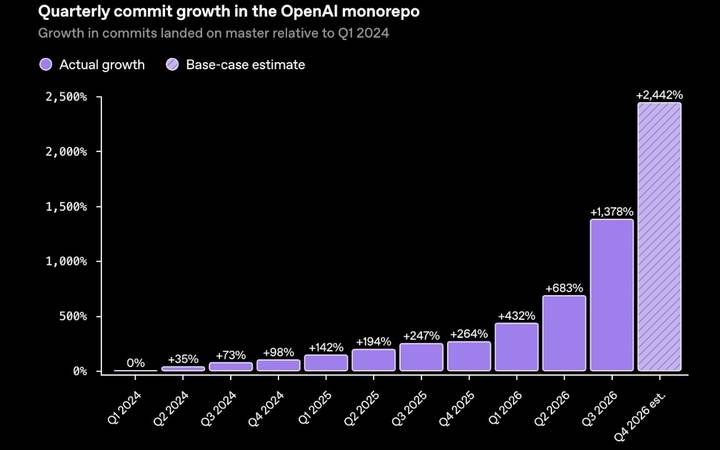 Quarterly commit growth in the OpenAI monorepo
Growth in commits landed on master relative to Q1 2024
Actual growth
Base-case estimate
2,500%
2,000%
1,500%
1,000%
500%
0%
0%
+35%
+73%
+98%
+142%
+194%
+247%
+264%
+432%
+683%
+1,378%
+2,442%
Q1 2024
Q2 2024
Q3 2024
Q4 2024
Q1 2025
Q2 2025
Q3 2025
Q4 2025
Q1 2026
Q2 2026
Q3 2026
Q4 2026 est.